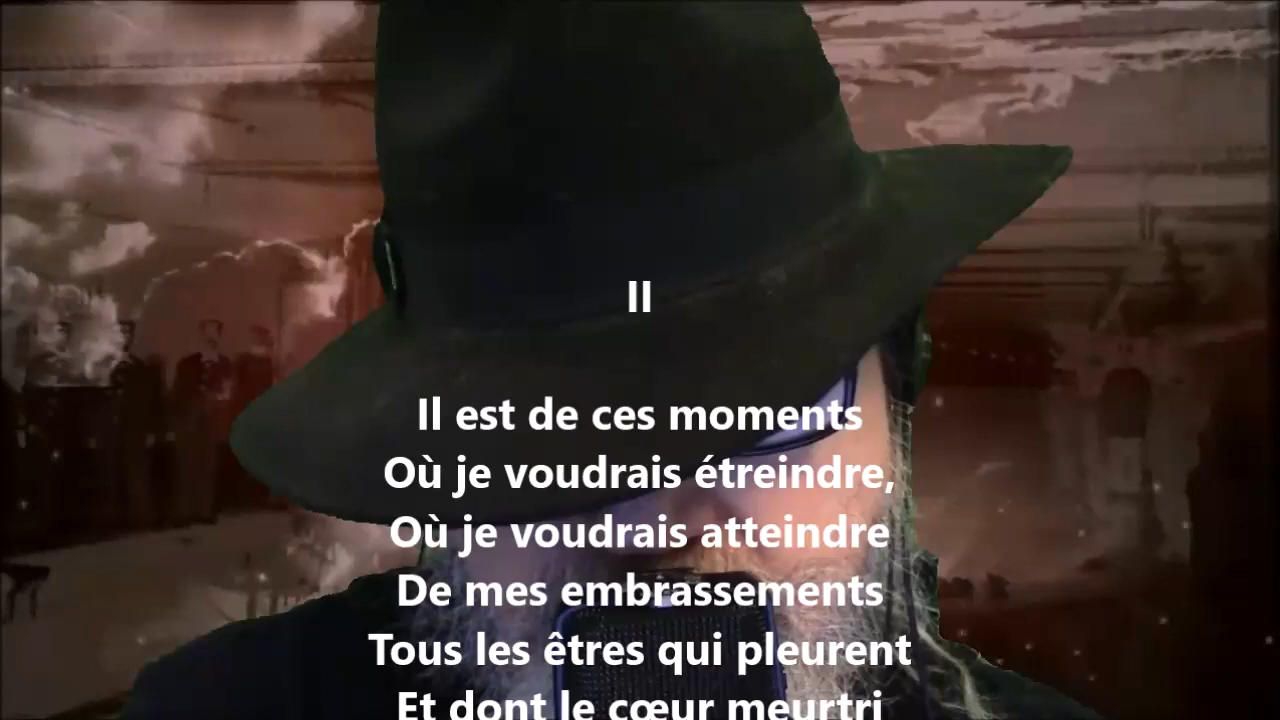 II
Il est de ces moments
Où je voudrais étreindre,
Où je voudrais atteindre
De mes embrassements
Tous les êtres qui pleurent
Et dont le cœur meurtri